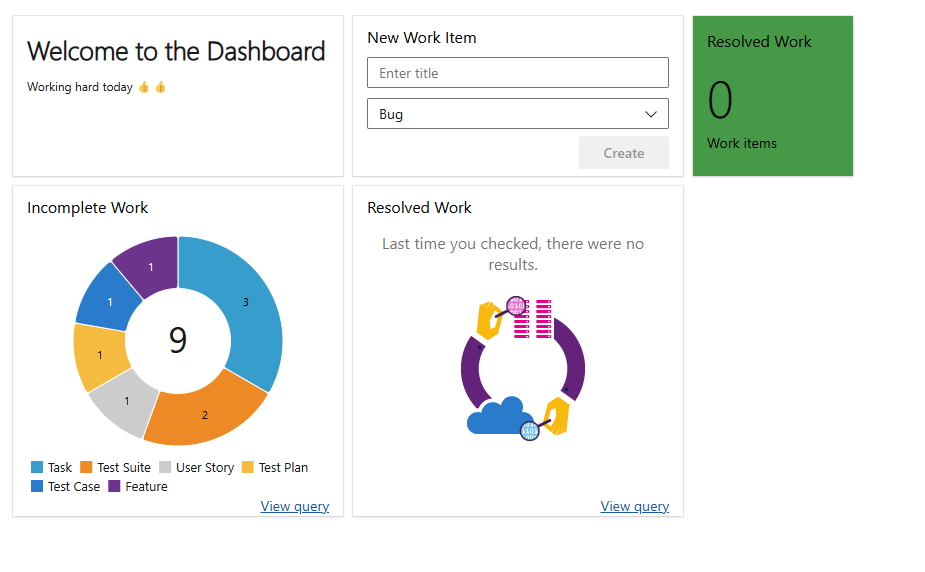 Welcome to the Dashboard
Working hard today 👍 👍
New Work Item
Enter title
Bug
Create
Resolved Work
0
Work items
Incomplete Work
3
2
1
1
1
1
9
Task Test Suite User Story Test Plan
Test Case Feature
View query
Resolved Work
Last time you checked, there were no
results.
View query